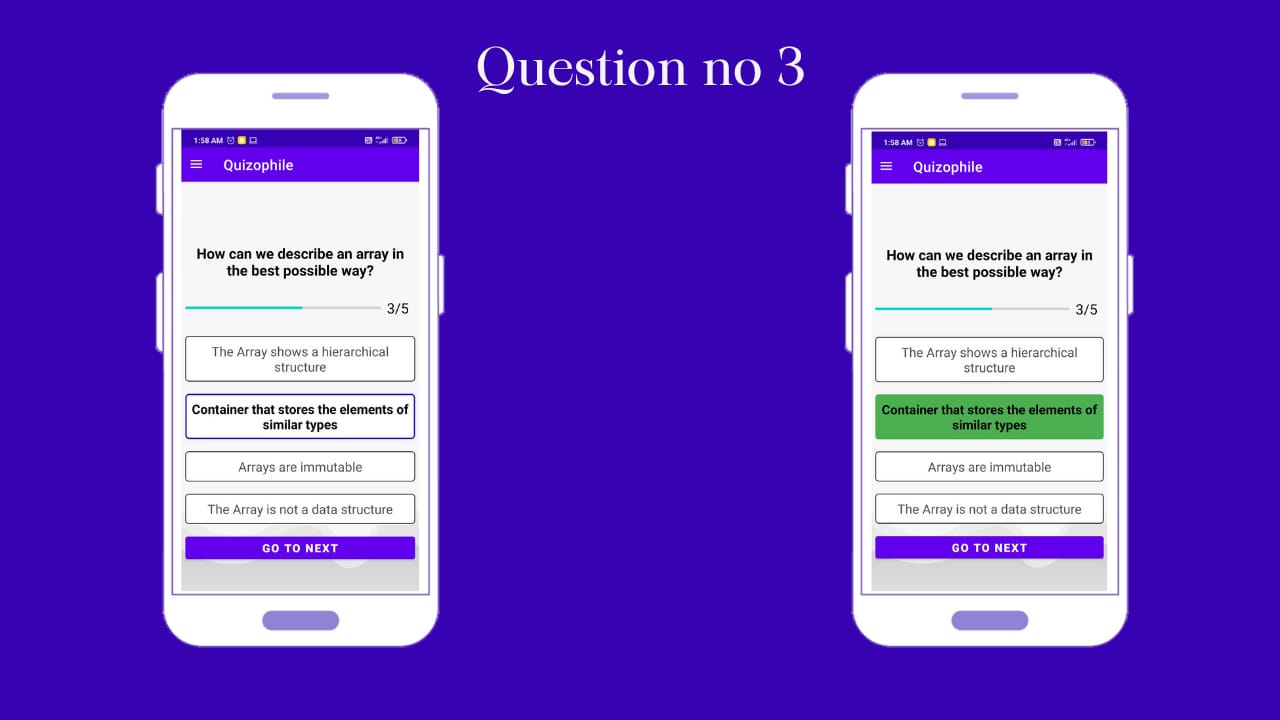 Question no 3
1:58 AM
Quizophile
How can we describe an array in
the best possible way?
3/5
The Array shows a hierarchical
structure
Container that stores the elements of
similar types
Arrays are immutable
The Array is not a data structure
GO TO NEXT
1:58 AM
Quizophile
How can we describe an array in
the best possible way?
3/5
The Array shows a hierarchical
structure
Container that stores the elements of
similar types
Arrays are immutable
The Array is not a data structure
GO TO NEXT